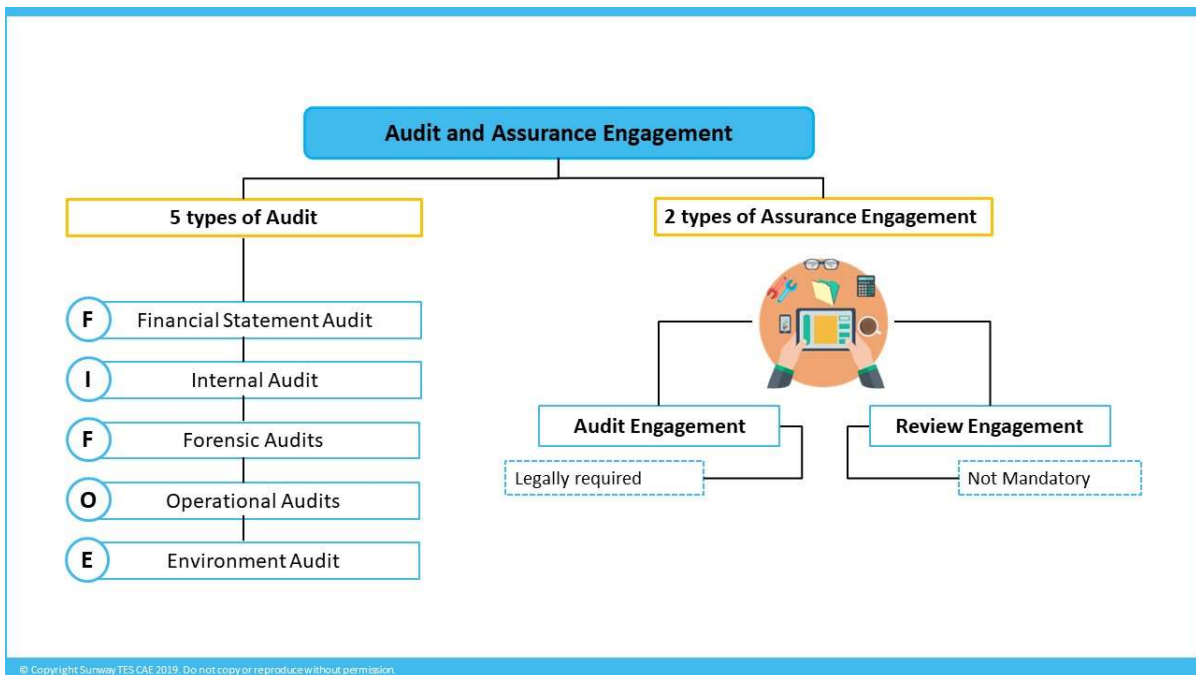 Audit and Assurance Engagement
5 types of Audit
2 types of Assurance Engagement
F Financial Statement Audit
I Internal Audit
F Forensic Audits
O Operational Audits
E Environment Audit
Audit Engagement
Legally required
Review Engagement
Not Mandatory
© Copyright Sunway TES CAE 2019. Do not copy or reproduce without permission.